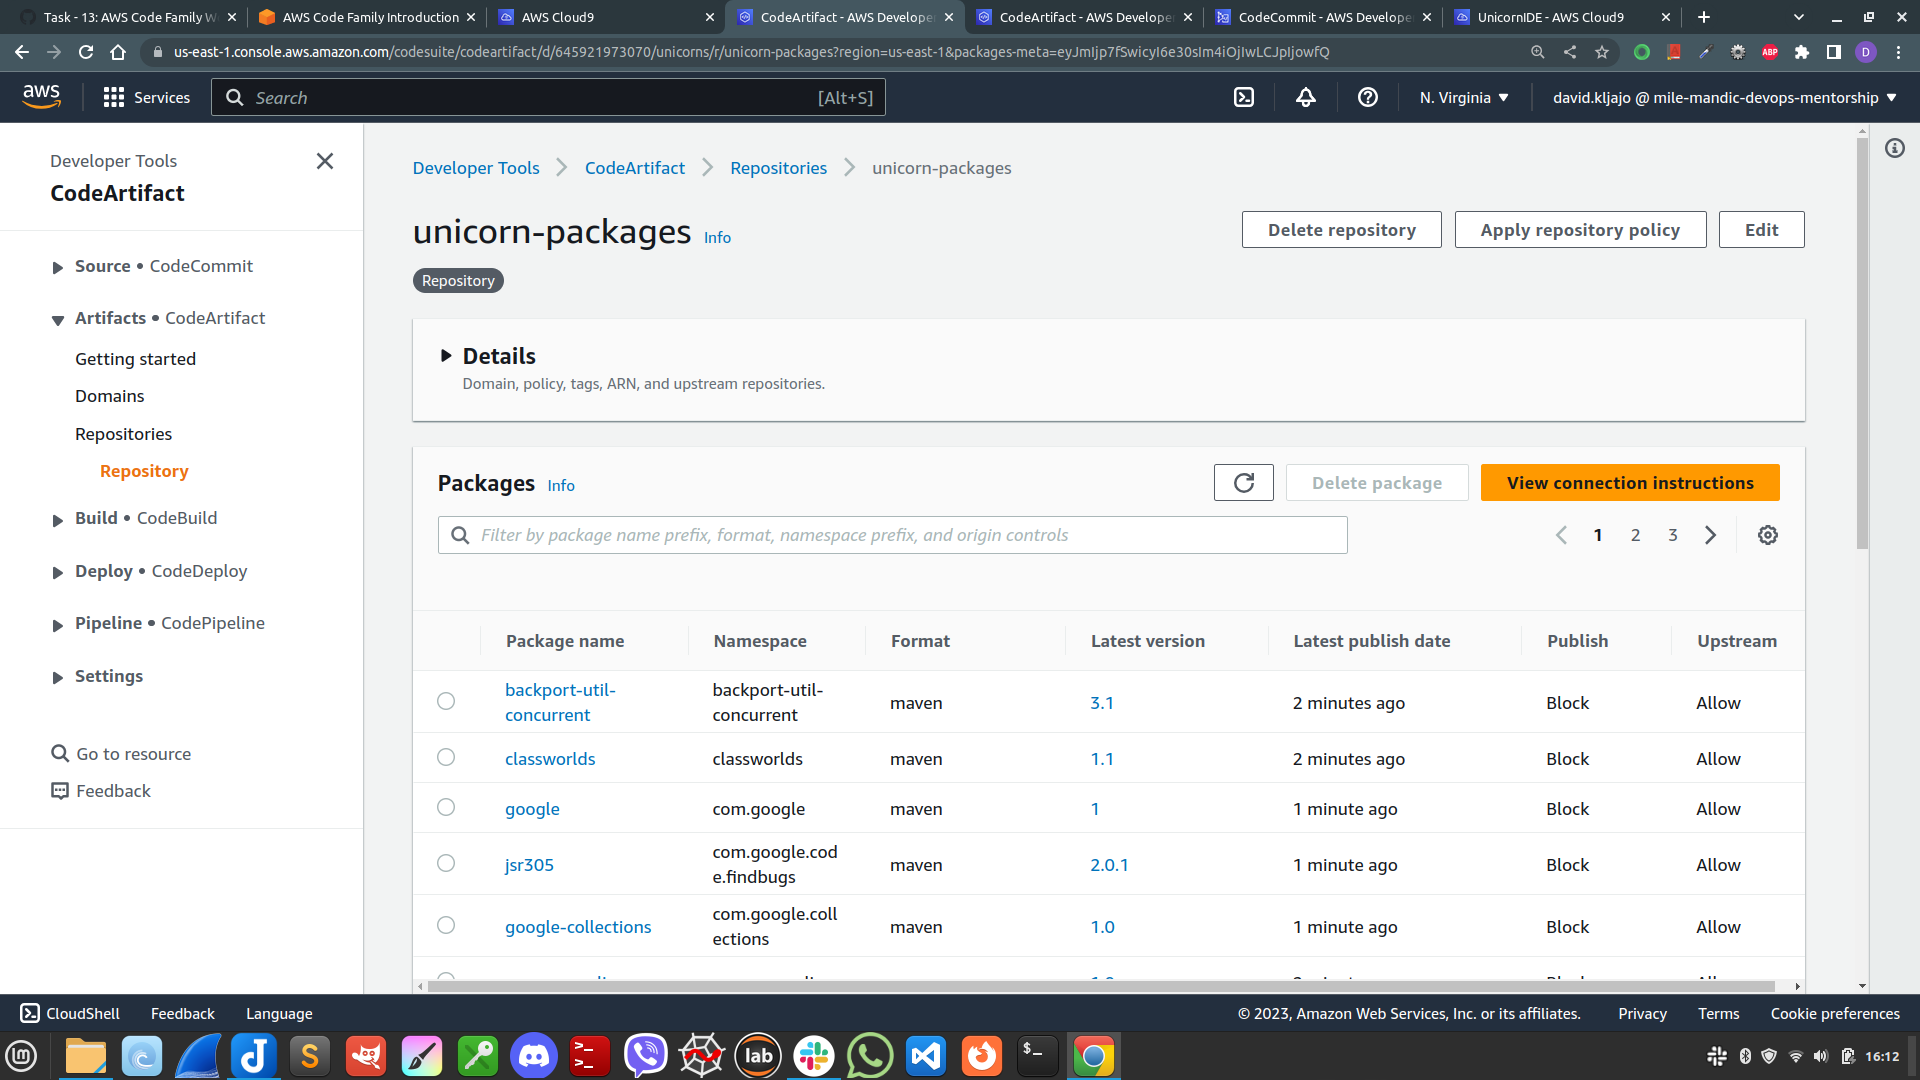 Task - 13: AWS Code Family W
AWS Code Family Introduction
AWS Cloud9
CodeArtifact - AWS Develope
CodeArtifact - AWS Develope
CodeCommit - AWS Develope
UnicornIDE - AWS Cloud9
us-east-1.console.aws.amazon.com/codesuite/codeartifact/d/645921973070/unicorns/r/unicorn-packages?region=us-east-1&packages-meta=eyJmIjp7fSwicyI6e30sIm4iOjIwLCJpIjowfQ
ABP
D
aws
Services
Search
[Alt+S]
N. Virginia
david.kljajo @ mile-mandic-devops-mentorship
Developer Tools
CodeArtifact
Source • CodeCommit
Artifacts • CodeArtifact
Getting started
Domains
Repositories
Repository
Build • CodeBuild
Deploy • CodeDeploy
Pipeline • CodePipeline
Settings
Go to resource
Feedback
Developer Tools
CodeArtifact
Repositories
unicorn-packages
unicorn-packages Info
Delete repository
Apply repository policy
Edit
Repository
Details
Domain, policy, tags, ARN, and upstream repositories.
Packages Info
Delete package
View connection instructions
Filter by package name prefix, format, namespace prefix, and origin controls
1 2 3
Package name Namespace Format Latest version Latest publish date Publish Upstream
backport-util-concurrent backport-util-concurrent maven 3.1 2 minutes ago Block Allow
classworlds classworlds maven 1.1 2 minutes ago Block Allow
google com.google maven 1 1 minute ago Block Allow
jsr305 com.google.code.findbugs maven 2.0.1 1 minute ago Block Allow
google-collections com.google.collections maven 1.0 1 minute ago Block Allow
CloudShell
Feedback
Language
© 2023, Amazon Web Services, Inc. or its affiliates.
Privacy
Terms
Cookie preferences
lab
16:12